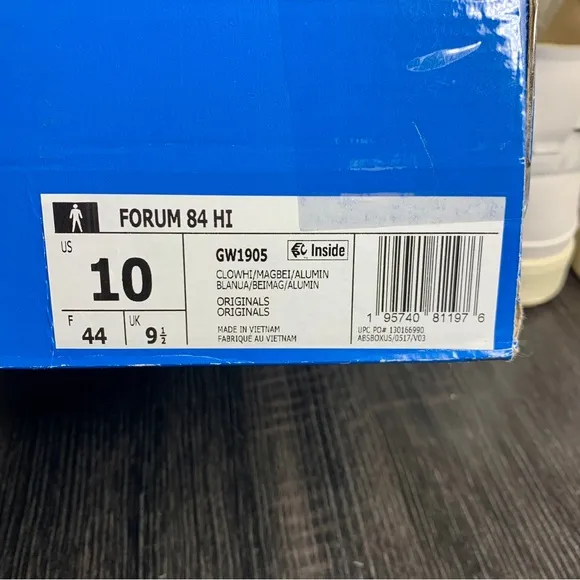 FORUM 84 HI
US
10
F
44
UK
9 1/2
GW1905
Inside
CLOWHI/MAGBEI/ALUMIN
BLANUA/BEIMAG/ALUMIN
ORIGINALS
ORIGINALS
MADE IN VIETNAM
FABRIQUÉ AU VIETNAM
1 95740 81197 6
UPC PO# 130166990
ABSBOXUS/0517/V03